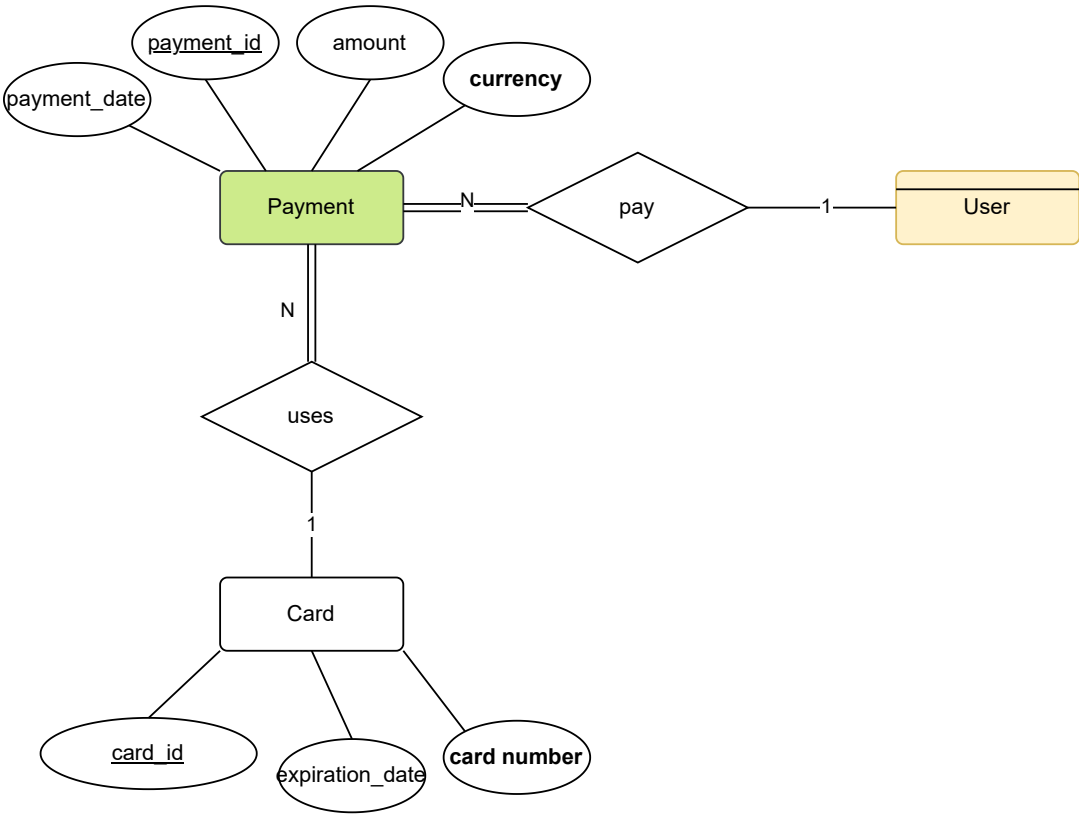 payment_id
amount
currency
payment_date
Payment
N
pay
1
User
N
uses
1
Card
card_id
expiration_date
card number